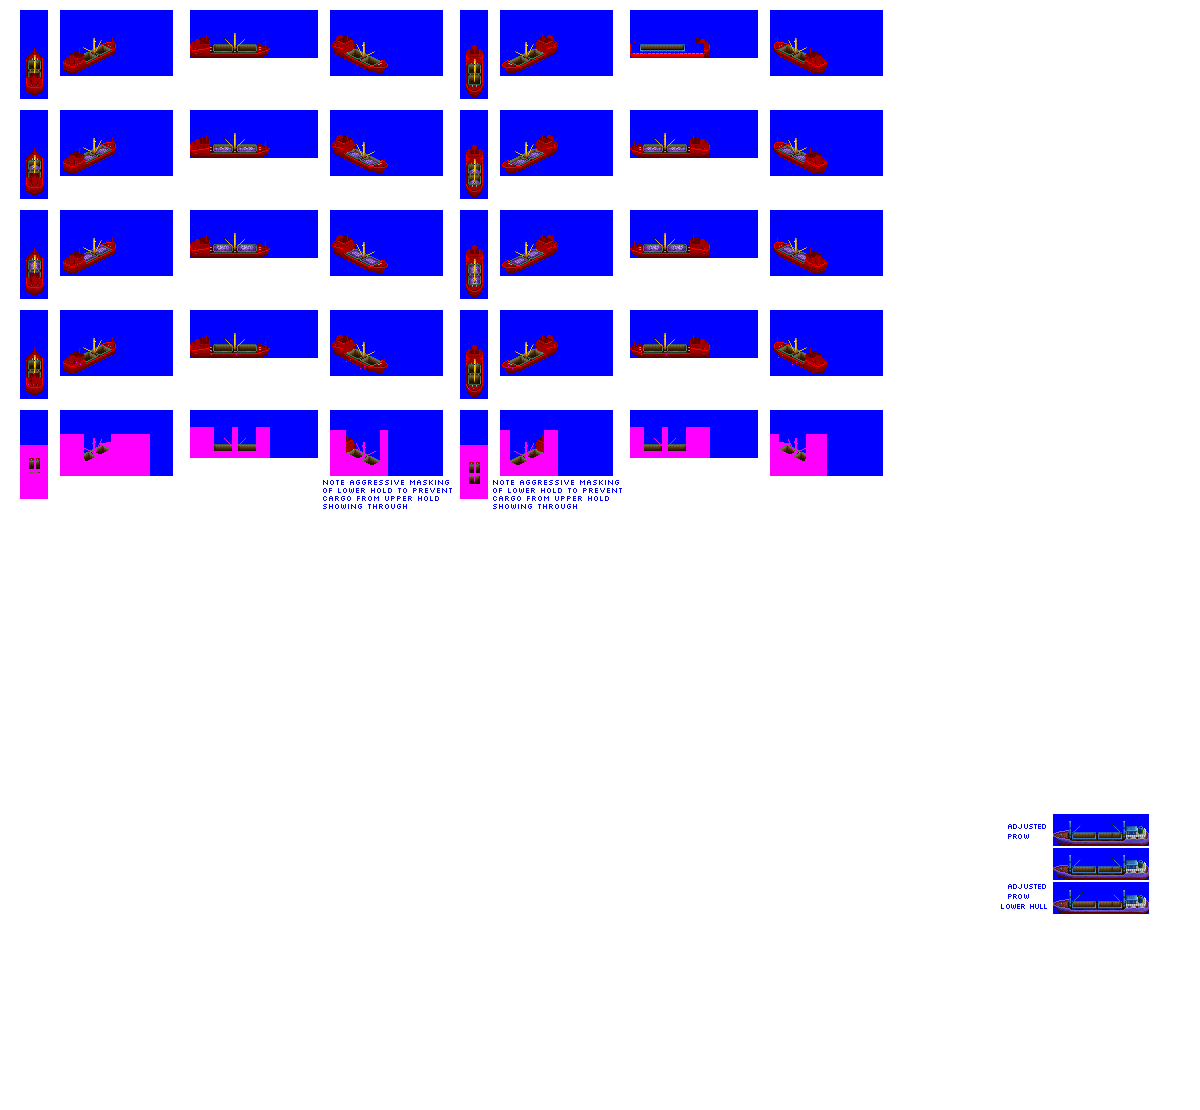 NOTE AGGRESSIVE MASKING
OF LOWER HOLD TO PREVENT
CARGO FROM UPPER HOLD
SHOWING THROUGH
NOTE AGGRESSIVE MASKING
OF LOWER HOLD TO PREVENT
CARGO FROM UPPER HOLD
SHOWING THROUGH
ADJUSTED
PROW
ADJUSTED
PROW
LOWER HULL